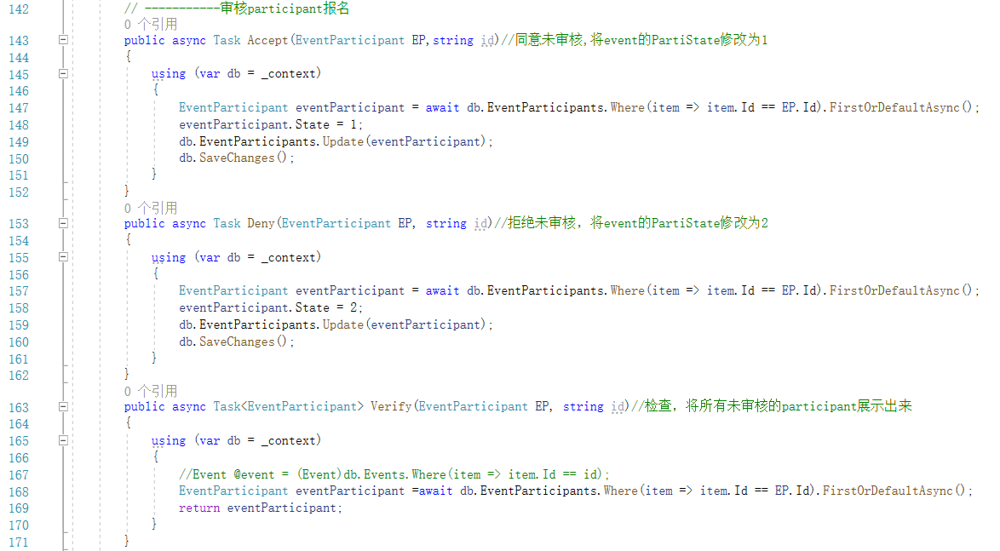 142 // -----------审核participant报名
0 个引用
143 public async Task Accept(EventParticipant EP,string id)//同意未审核,将event的PartiState修改为1
144 {
145 using (var db = _context)
146 {
147 EventParticipant eventParticipant = await db.EventParticipants.Where(item => item.Id == EP.Id).FirstOrDefaultAsync();
148 eventParticipant.State = 1;
149 db.EventParticipants.Update(eventParticipant);
150 db.SaveChanges();
151 }
152 }
0 个引用
153 public async Task Deny(EventParticipant EP, string id)//拒绝未审核，将event的PartiState修改为2
154 {
155 using (var db = _context)
156 {
157 EventParticipant eventParticipant = await db.EventParticipants.Where(item => item.Id == EP.Id).FirstOrDefaultAsync();
158 eventParticipant.State = 2;
159 db.EventParticipants.Update(eventParticipant);
160 db.SaveChanges();
161 }
162 }
0 个引用
163 public async Task<EventParticipant> Verify(EventParticipant EP, string id)//检查，将所有未审核的participant展示出来
164 {
165 using (var db = _context)
166 {
167 //Event @event = (Event)db.Events.Where(item => item.Id == id);
168 EventParticipant eventParticipant =await db.EventParticipants.Where(item => item.Id == EP.Id).FirstOrDefaultAsync();
169 return eventParticipant;
170 }
171 }